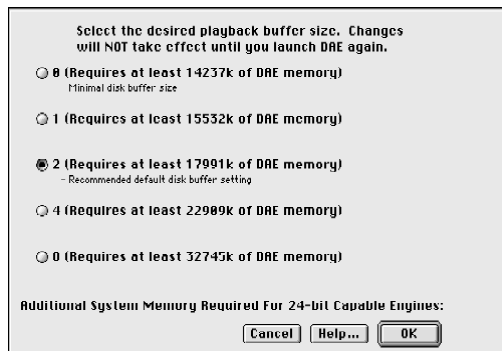 Select the desired playback buffer size. Changes
will NOT take effect until you launch DAE again.
0 (Requires at least 14237k of DAE memory)
Minimal disk buffer size
1 (Requires at least 15532k of DAE memory)
2 (Requires at least 17991k of DAE memory)
- Recommended default disk buffer setting
4 (Requires at least 22909k of DAE memory)
8 (Requires at least 32745k of DAE memory)
Additional System Memory Required For 24-bit Capable Engines:
Cancel Help... OK